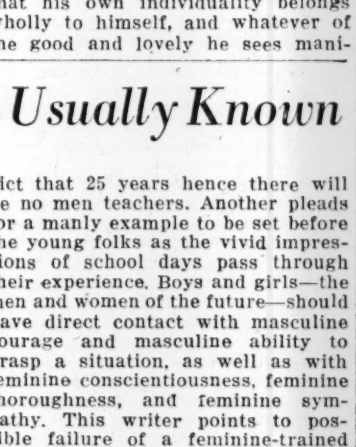 that his own individuality belongs
wholly to himself, and whatever of
he good and lovely he sees mani-
Usually Known
ict that 25 years hence there will
e no men teachers. Another pleads
or a manly example to be set before
he young folks as the vivid impres-
ions of school days pass through
heir experience. Boys and girls—the
nen and women of the future—should
ave direct contact with masculine
ourage and masculine ability to
rasp a situation, as well as with
eminine conscientiousness, feminine
horoughness, and feminine sym-
athy. This writer points to pos-
ible failure of a feminine-trained